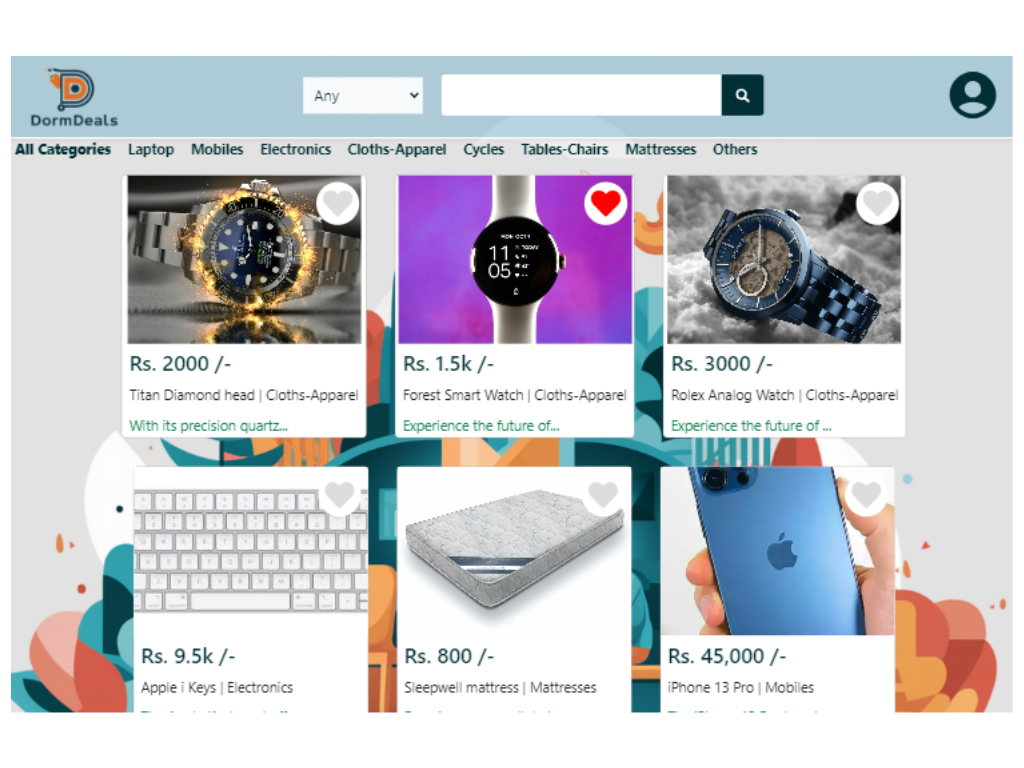 DormDeals
Any
All Categories Laptop Mobiles Electronics Cloths-Apparel Cycles Tables-Chairs Mattresses Others
MON OCT 1
11
05
TODAY
Rs. 2000 /-
Titan Diamond head | Cloths-Apparel
With its precision quartz...
Rs. 1.5k /-
Forest Smart Watch | Cloths-Apparel
Experience the future of...
Rs. 3000 /-
Rolex Analog Watch | Cloths-Apparel
Experience the future of ...
Rs. 9.5k /-
Apple i Keys | Electronics
Rs. 800 /-
Sleepwell mattress | Mattresses
Rs. 45,000 /-
iPhone 13 Pro | Mobiles